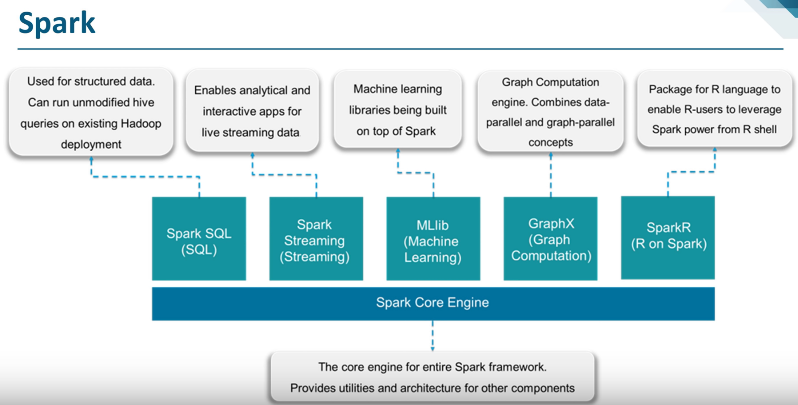 Spark
Used for structured data.
Can run unmodified hive
queries on existing Hadoop
deployment
Enables analytical and
interactive apps for
live streaming data
Machine learning
libraries being built
on top of Spark
Graph Computation
engine. Combines data-
parallel and graph-parallel
concepts
Package for R language to
enable R-users to leverage
Spark power from R shell
Spark SQL
(SQL)
Spark
Streaming
(Streaming)
MLlib
(Machine
Learning)
GraphX
(Graph
Computation)
SparkR
(R on Spark)
Spark Core Engine
The core engine for entire Spark framework.
Provides utilities and architecture for other components